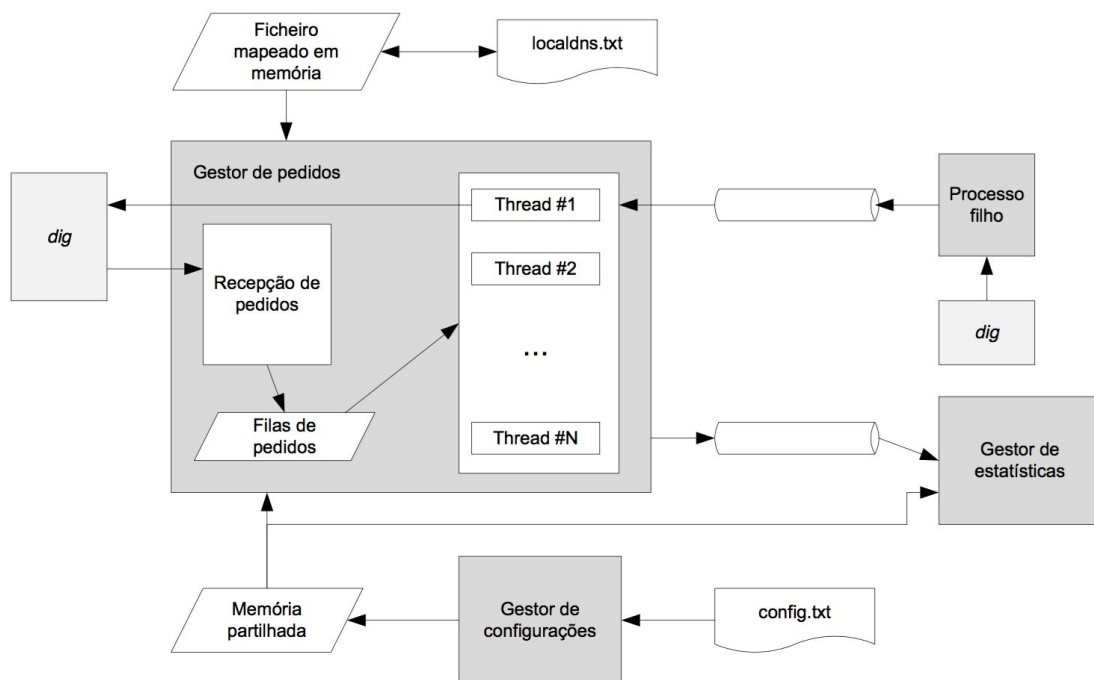 Ficheiro
mapeado em
memória
localdns.txt
Gestor de pedidos
dig
Recepção de
pedidos
Filas de
pedidos
Thread #1
Thread #2
...
Thread #N
Processo
filho
dig
Gestor de
estatísticas
Memória
partilhada
Gestor de
configurações
config.txt